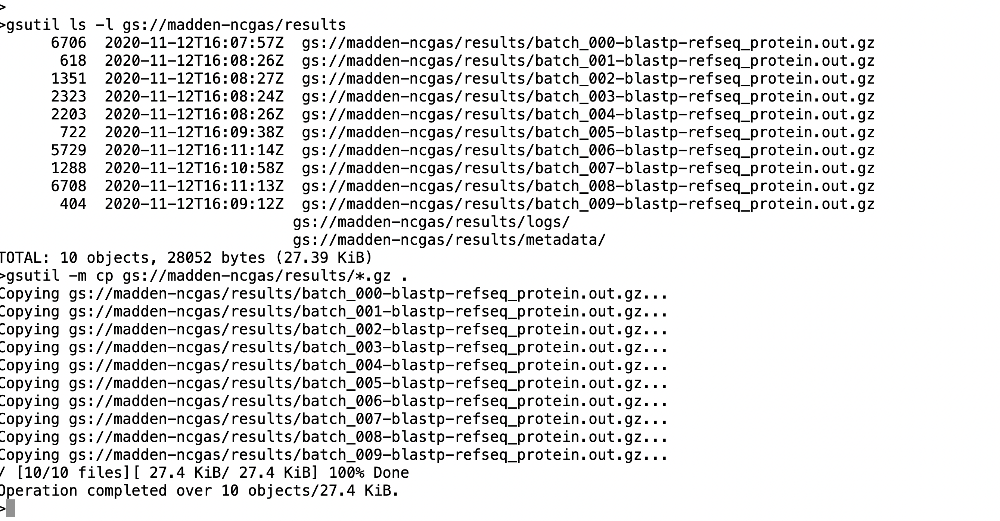 >
>gsutil ls -l gs://madden-ncgas/results
6706  2020-11-12T16:07:57Z  gs://madden-ncgas/results/batch_000-blastp-refseq_protein.out.gz
618  2020-11-12T16:08:26Z  gs://madden-ncgas/results/batch_001-blastp-refseq_protein.out.gz
1351  2020-11-12T16:08:27Z  gs://madden-ncgas/results/batch_002-blastp-refseq_protein.out.gz
2323  2020-11-12T16:08:24Z  gs://madden-ncgas/results/batch_003-blastp-refseq_protein.out.gz
2203  2020-11-12T16:08:26Z  gs://madden-ncgas/results/batch_004-blastp-refseq_protein.out.gz
722  2020-11-12T16:09:38Z  gs://madden-ncgas/results/batch_005-blastp-refseq_protein.out.gz
5729  2020-11-12T16:11:14Z  gs://madden-ncgas/results/batch_006-blastp-refseq_protein.out.gz
1288  2020-11-12T16:10:58Z  gs://madden-ncgas/results/batch_007-blastp-refseq_protein.out.gz
6708  2020-11-12T16:11:13Z  gs://madden-ncgas/results/batch_008-blastp-refseq_protein.out.gz
404  2020-11-12T16:09:12Z  gs://madden-ncgas/results/batch_009-blastp-refseq_protein.out.gz
gs://madden-ncgas/results/logs/
gs://madden-ncgas/results/metadata/
TOTAL: 10 objects, 28052 bytes (27.39 KiB)
>gsutil -m cp gs://madden-ncgas/results/*.gz .
Copying gs://madden-ncgas/results/batch_000-blastp-refseq_protein.out.gz...
Copying gs://madden-ncgas/results/batch_001-blastp-refseq_protein.out.gz...
Copying gs://madden-ncgas/results/batch_002-blastp-refseq_protein.out.gz...
Copying gs://madden-ncgas/results/batch_003-blastp-refseq_protein.out.gz...
Copying gs://madden-ncgas/results/batch_004-blastp-refseq_protein.out.gz...
Copying gs://madden-ncgas/results/batch_005-blastp-refseq_protein.out.gz...
Copying gs://madden-ncgas/results/batch_006-blastp-refseq_protein.out.gz...
Copying gs://madden-ncgas/results/batch_007-blastp-refseq_protein.out.gz...
Copying gs://madden-ncgas/results/batch_008-blastp-refseq_protein.out.gz...
Copying gs://madden-ncgas/results/batch_009-blastp-refseq_protein.out.gz...
/ [10/10 files][ 27.4 KiB/ 27.4 KiB] 100% Done
Operation completed over 10 objects/27.4 KiB.
>